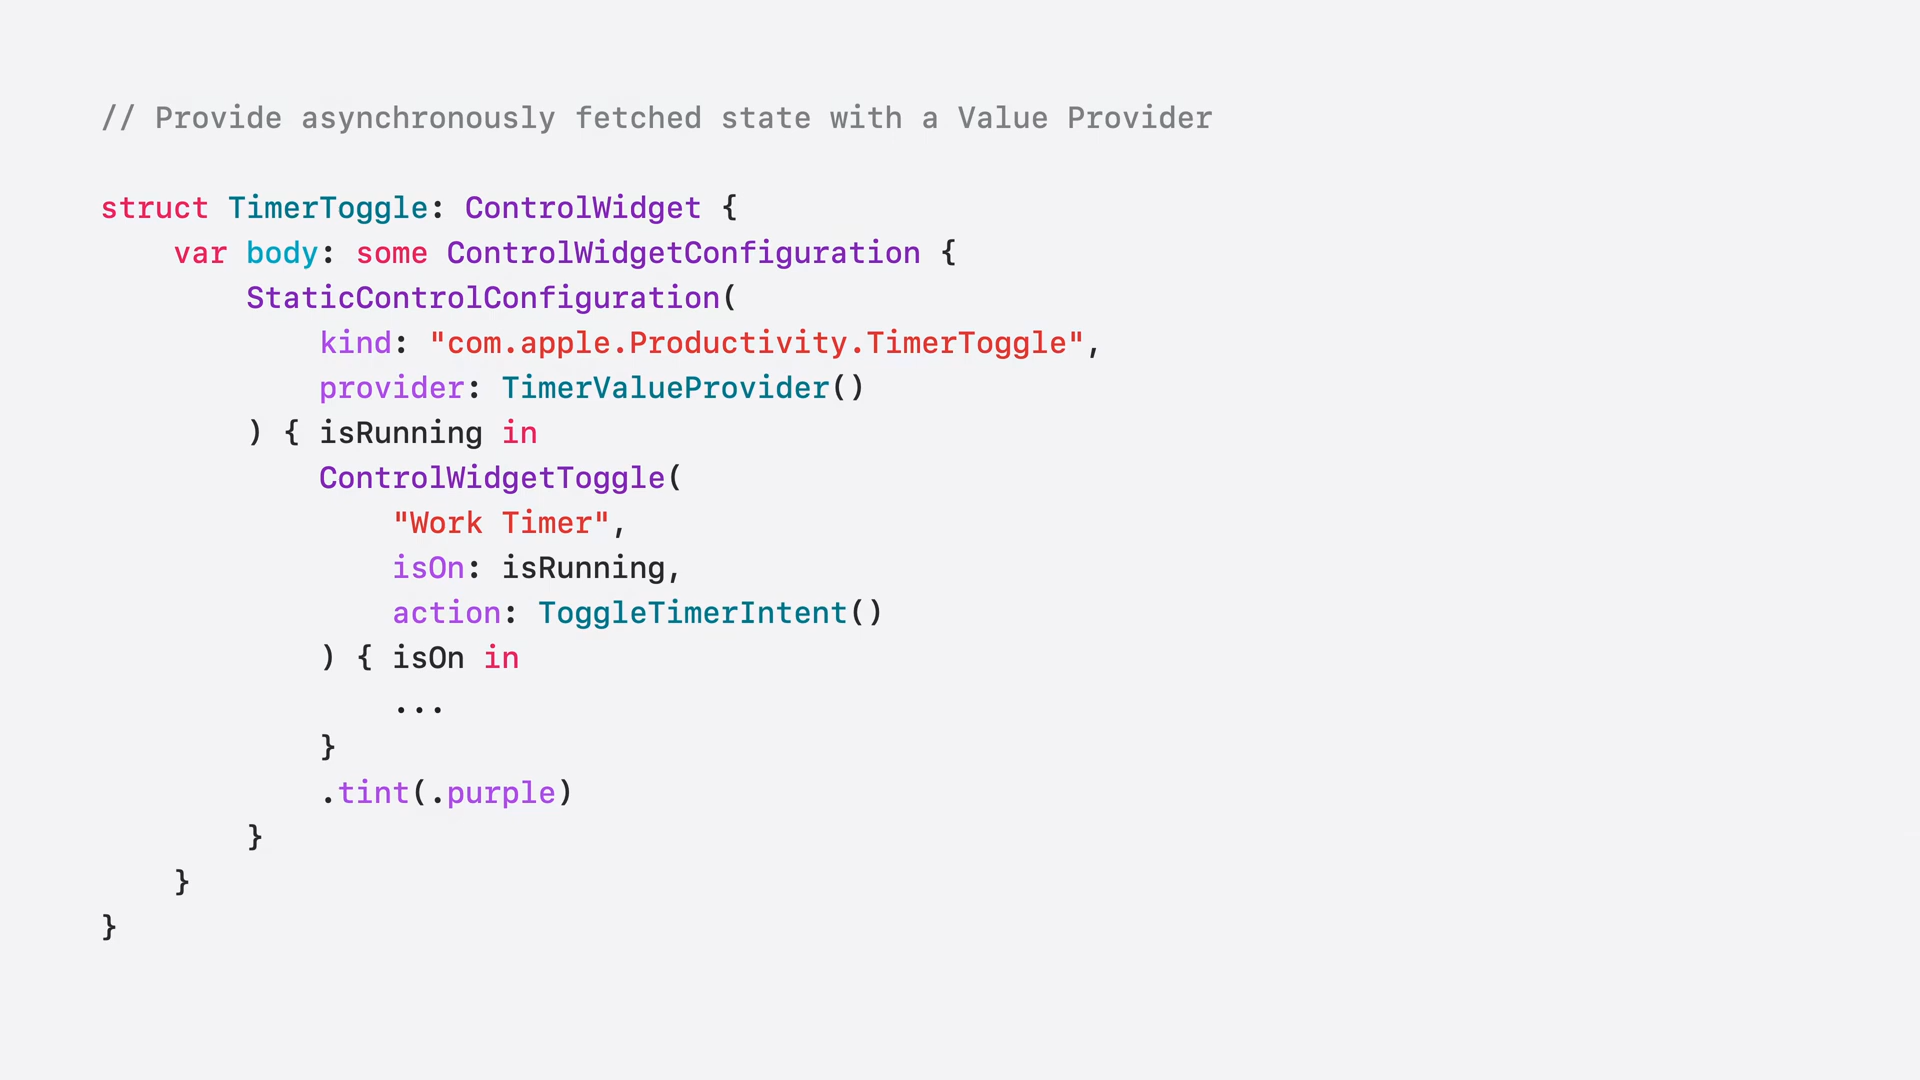 // Provide asynchronously fetched state with a Value Provider
struct TimerToggle: ControlWidget {
    var body: some ControlWidgetConfiguration {
        StaticControlConfiguration(
            kind: "com.apple.Productivity.TimerToggle",
            provider: TimerValueProvider()
        ) { isRunning in
            ControlWidgetToggle(
                "Work Timer",
                isOn: isRunning,
                action: ToggleTimerIntent()
            ) { isOn in
                ...
            }
            .tint(.purple)
        }
    }
}